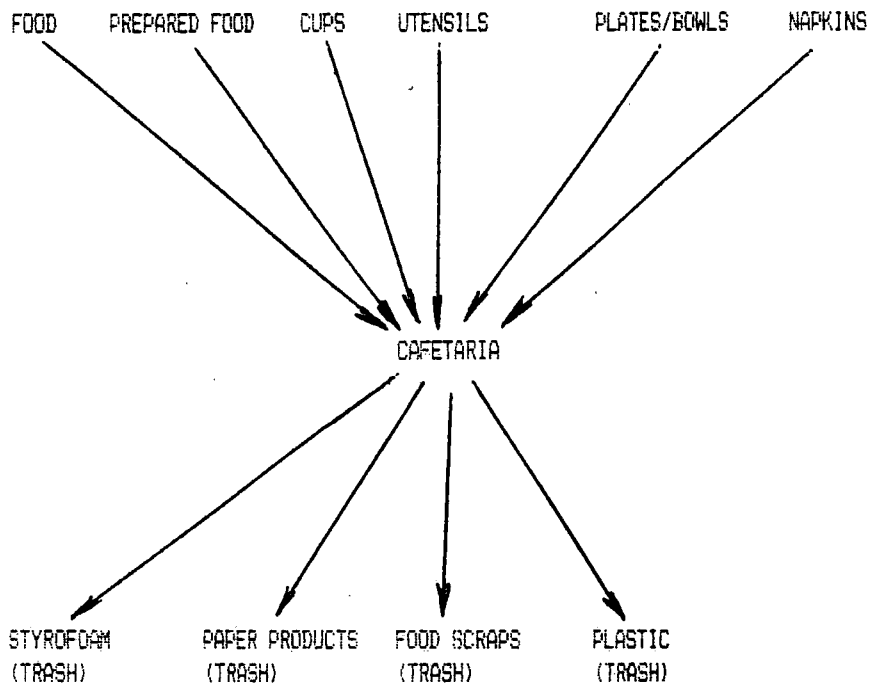 FOOD PREPARED FOOD CUPS UTENSILS PLATES/BOWLS NAPKINS
CAFETARIA
STYROFOAM PAPER PRODUCTS FOOD SCRAPS PLASTIC
(TRASH) (TRASH) (TRASH) (TRASH)